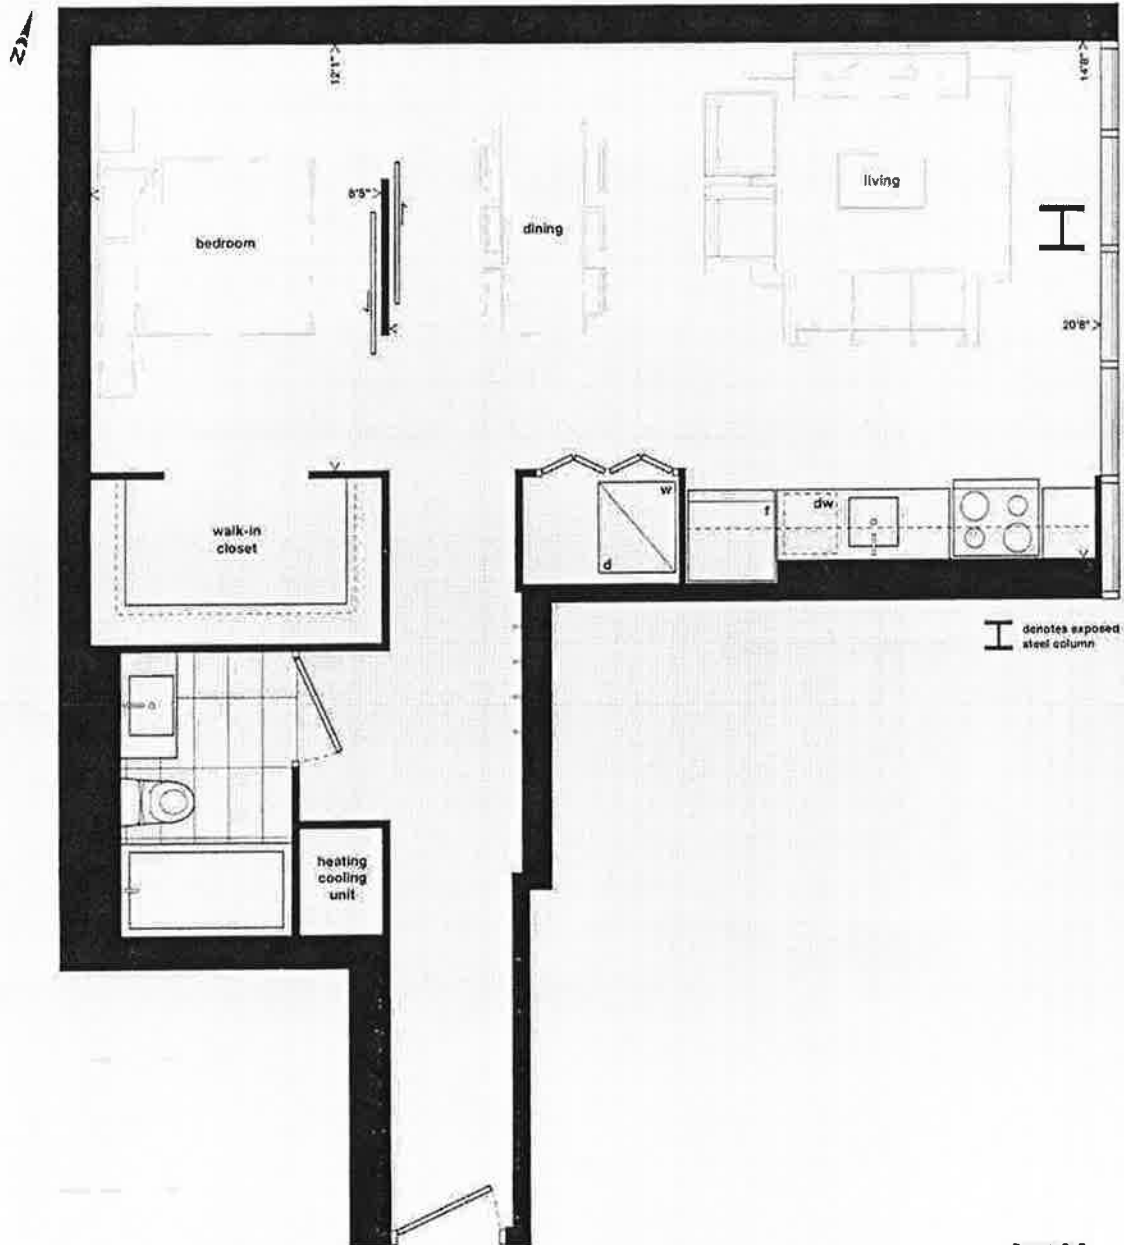 N
12'1"
14'8"
living
8'5"
dining
bedroom
20'8"
w
f
dw
d
walk-in
closet
denotes exposed
steel column
heating
cooling
unit